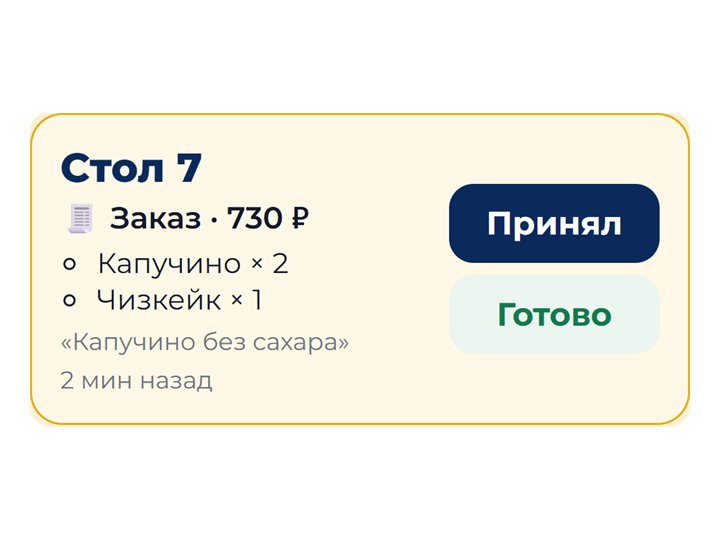 Стол 7
Заказ · 730 ₽
Капучино × 2
Чизкейк × 1
«Капучино без сахара»
2 мин назад
Принял
Готово